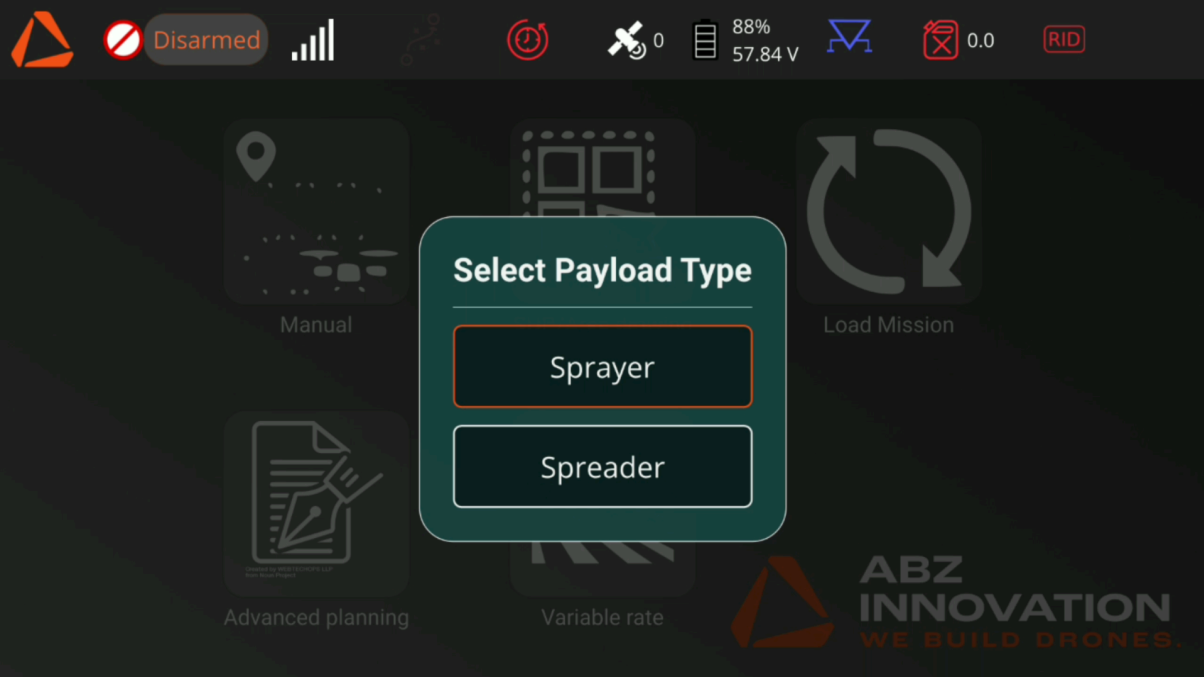 Disarmed
0
88%
57.84 V
0.0
RID
Select Payload Type
Sprayer
Spreader
Manual
Load Mission
Advanced planning
Variable rate
ABZ
INNOVATION
WE BUILD DRONES.